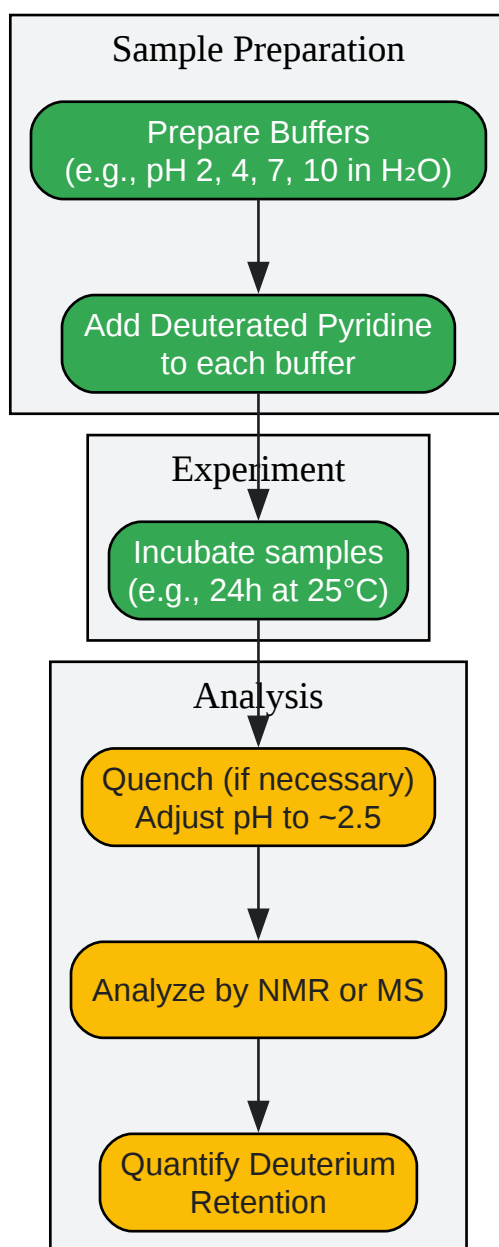 Sample Preparation
Prepare Buffers
(e.g., pH 2, 4, 7, 10 in H₂O)
Add Deuterated Pyridine
to each buffer
Experiment
Incubate samples
(e.g., 24h at 25°C)
Analysis
Quench (if necessary)
Adjust pH to ~2.5
Analyze by NMR or MS
Quantify Deuterium
Retention